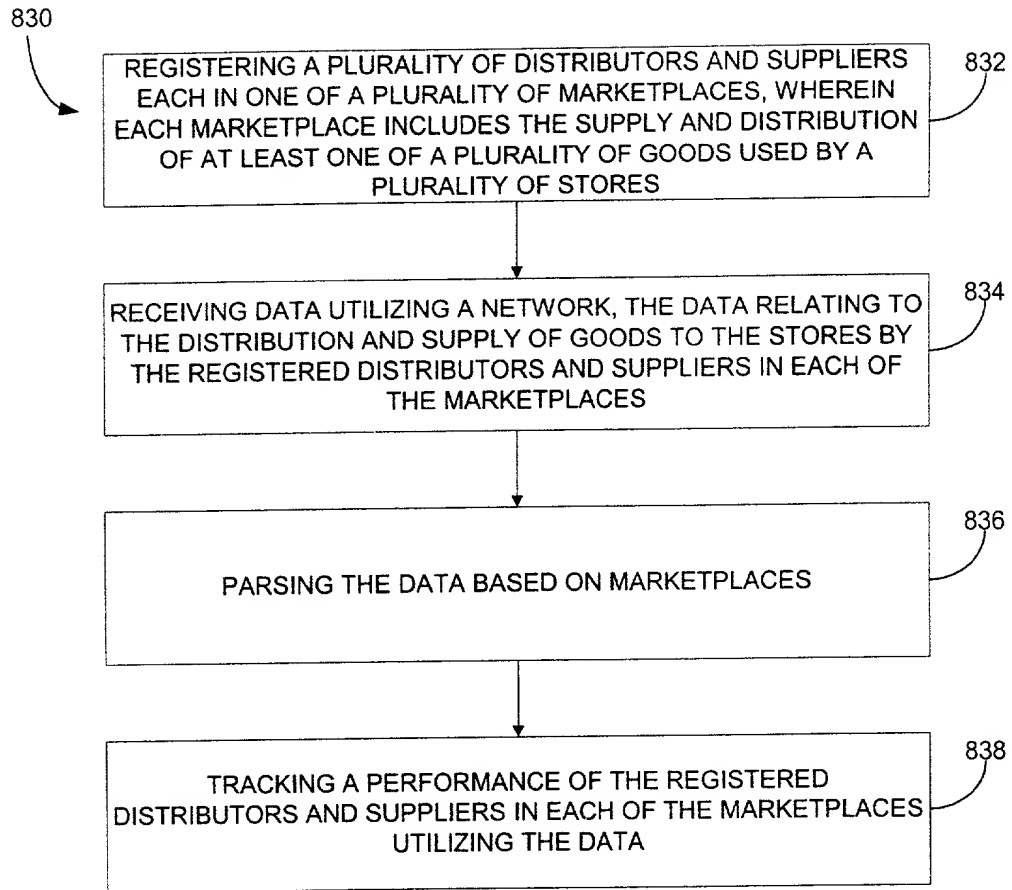 830
REGISTERING A PLURALITY OF DISTRIBUTORS AND SUPPLIERS
EACH IN ONE OF A PLURALITY OF MARKETPLACES, WHEREIN
EACH MARKETPLACE INCLUDES THE SUPPLY AND DISTRIBUTION
OF AT LEAST ONE OF A PLURALITY OF GOODS USED BY A
PLURALITY OF STORES
832
RECEIVING DATA UTILIZING A NETWORK, THE DATA RELATING TO
THE DISTRIBUTION AND SUPPLY OF GOODS TO THE STORES BY
THE REGISTERED DISTRIBUTORS AND SUPPLIERS IN EACH OF
THE MARKETPLACES
834
PARSING THE DATA BASED ON MARKETPLACES
836
TRACKING A PERFORMANCE OF THE REGISTERED
DISTRIBUTORS AND SUPPLIERS IN EACH OF THE MARKETPLACES
UTILIZING THE DATA
838